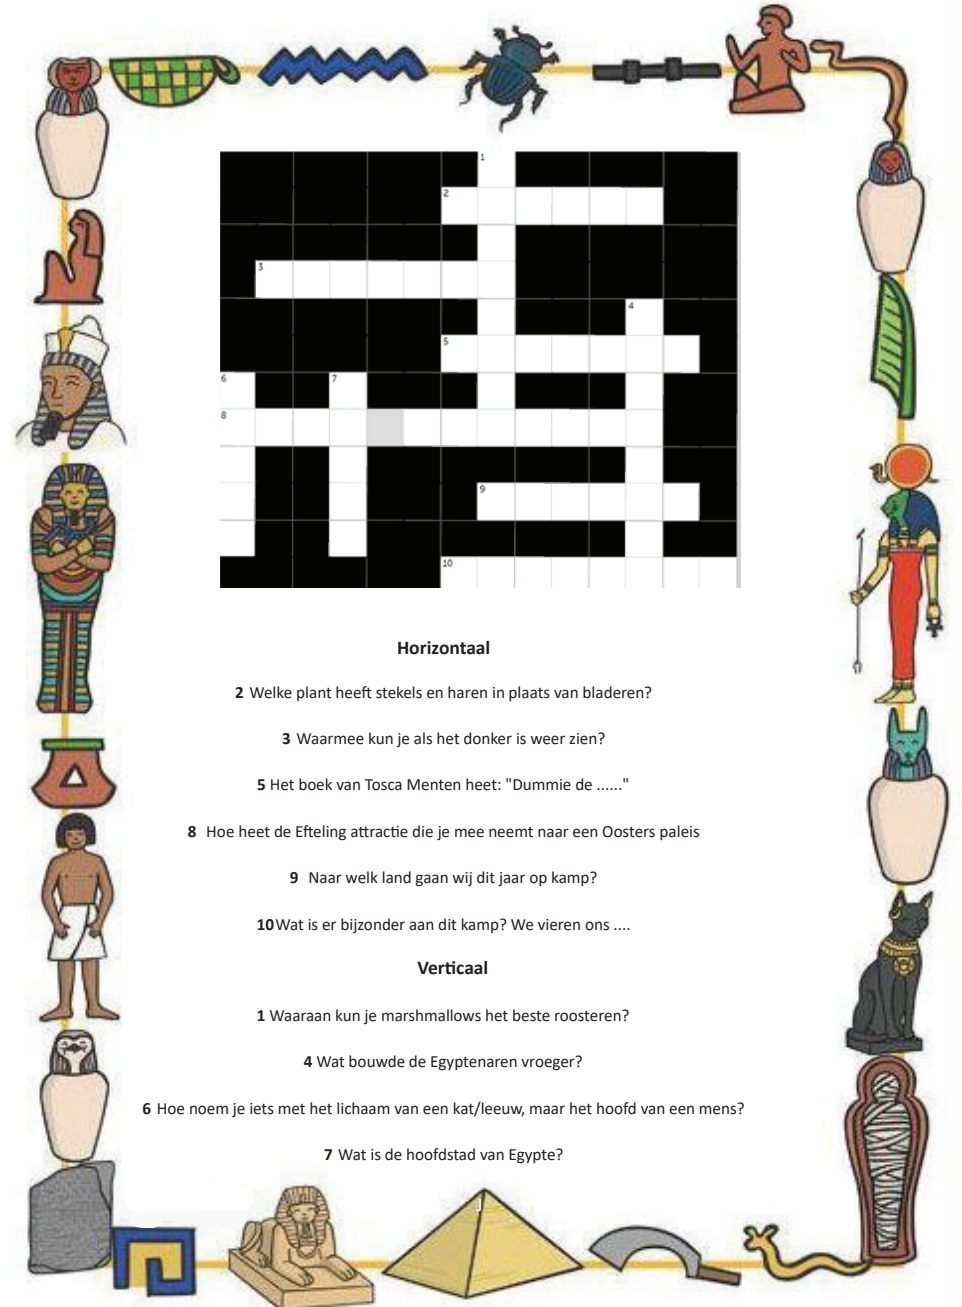 1
2
3
4
5
6 7
8
9
10
Horizontaal
2 Welke plant heeft stekels en haren in plaats van bladeren?
3 Waarmee kun je als het donker is weer zien?
5 Het boek van Tosca Menten heet: "Dummie de ......"
8 Hoe heet de Efteling attractie die je mee neemt naar een Oosters paleis
9 Naar welk land gaan wij dit jaar op kamp?
10 Wat is er bijzonder aan dit kamp? We vieren ons ....
Verticaal
1 Waaraan kun je marshmallows het beste roosteren?
4 Wat bouwde de Egyptenaren vroeger?
6 Hoe noem je iets met het lichaam van een kat/leeuw, maar het hoofd van een mens?
7 Wat is de hoofdstad van Egypte?
J